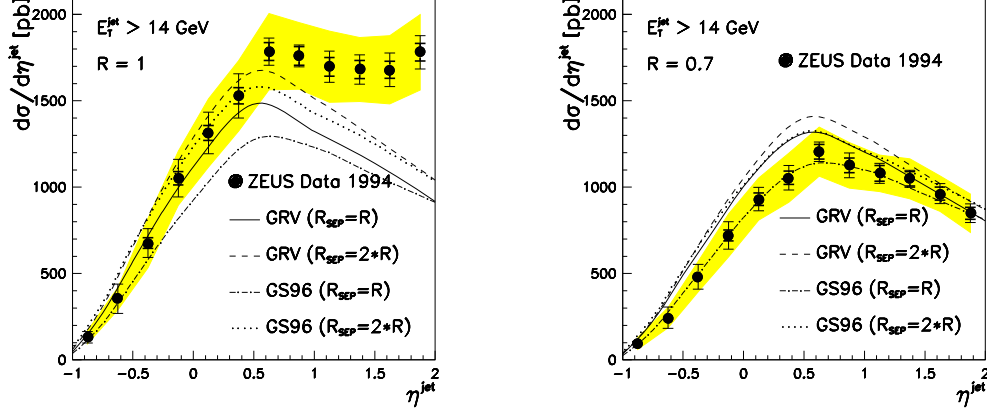 dσ/dη^jet [pb]
2000
1500
1000
500
0
E_T^jet > 14 GeV
R = 1
ZEUS Data 1994
GRV (R_SEP=R)
GRV (R_SEP=2*R)
GS96 (R_SEP=R)
GS96 (R_SEP=2*R)
-1 -0.5 0 0.5 1 1.5 2
η^jet
dσ/dη^jet [pb]
2000
1500
1000
500
0
E_T^jet > 14 GeV
R = 0.7
ZEUS Data 1994
GRV (R_SEP=R)
GRV (R_SEP=2*R)
GS96 (R_SEP=R)
GS96 (R_SEP=2*R)
-1 -0.5 0 0.5 1 1.5 2
η^jet